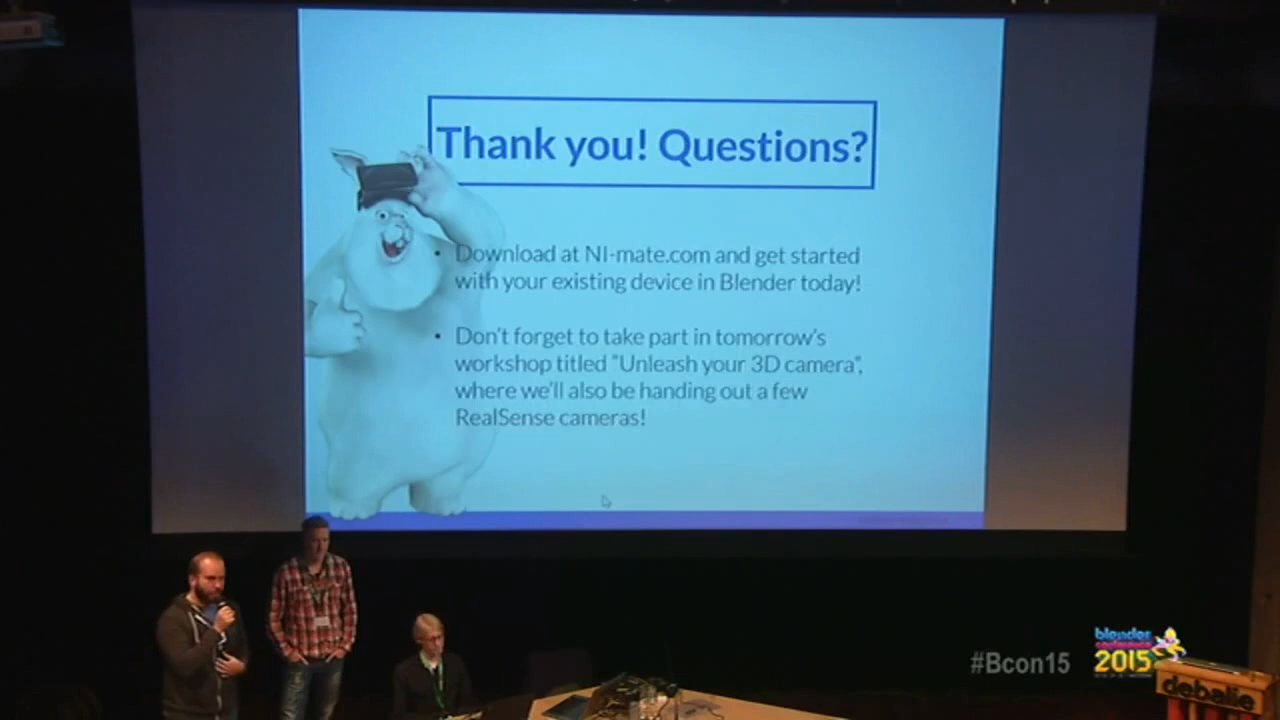 Thank you! Questions?
• Download at NI-mate.com and get started
with your existing device in Blender today!
• Don't forget to take part in tomorrow's
workshop titled "Unleash your 3D camera",
where we'll also be handing out a few
RealSense cameras!
#Bcon15
blender
conference
2015
debalie